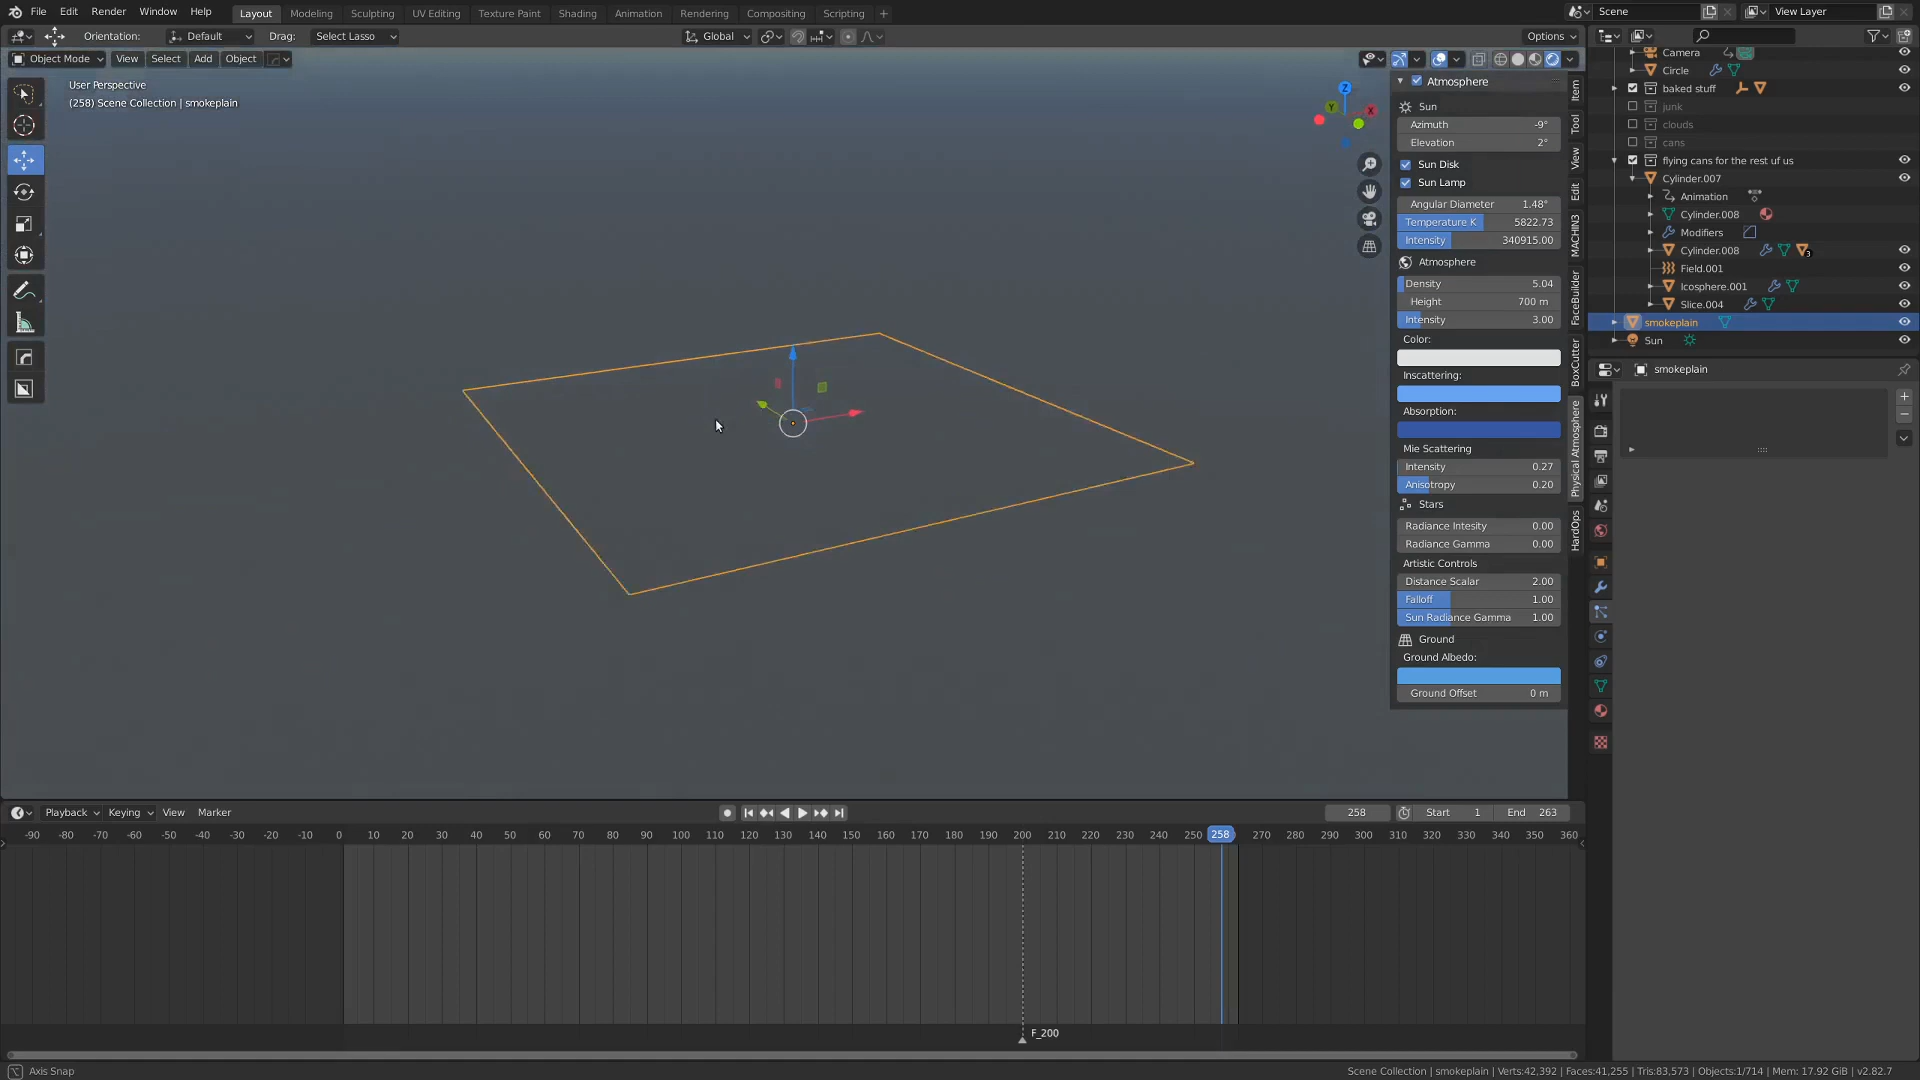 File Edit Render Window Help Layout Modeling Sculpting UV Editing Texture Paint Shading Animation Rendering Compositing Scripting + Scene View Layer
Orientation: Default Drag: Select Lasso Global Options
Object Mode View Select Add Object
User Perspective
(258) Scene Collection | smokeplain
Z
Y
X
Atmosphere
Sun
Azimuth -9°
Elevation 2°
Sun Disk
Sun Lamp
Angular Diameter 1.48°
Temperature K 5822.73
Intensity 340915.00
Atmosphere
Density 5.04
Height 700 m
Intensity 3.00
Color:
Inscattering:
Absorption:
Mie Scattering
Intensity 0.27
Anisotropy 0.20
Stars
Radiance Intesity 0.00
Radiance Gamma 0.00
Artistic Controls
Distance Scalar 2.00
Falloff 1.00
Sun Radiance Gamma 1.00
Ground
Ground Albedo:
Ground Offset 0 m
Item
Tool
View
Edit
MACHIN3
FaceBuilder
BoxCutter
Physical Atmosphere
HardOps
Camera
Circle
baked stuff
junk
clouds
cans
flying cans for the rest uf us
Cylinder.007
Animation
Cylinder.008
Modifiers
Cylinder.008 3
Field.001
Icosphere.001
Slice.004
smokeplain
Sun
smokeplain
Playback Keying View Marker 258 Start 1 End 263
-90 -80 -70 -60 -50 -40 -30 -20 -10 0 10 20 30 40 50 60 70 80 90 100 110 120 130 140 150 160 170 180 190 200 210 220 230 240 250 258 270 280 290 300 310 320 330 340 350 360
F_200
Axis Snap
Scene Collection | smokeplain | Verts:42,392 | Faces:41,255 | Tris:83,573 | Objects:1/714 | Mem: 17.92 GiB | v2.82.7